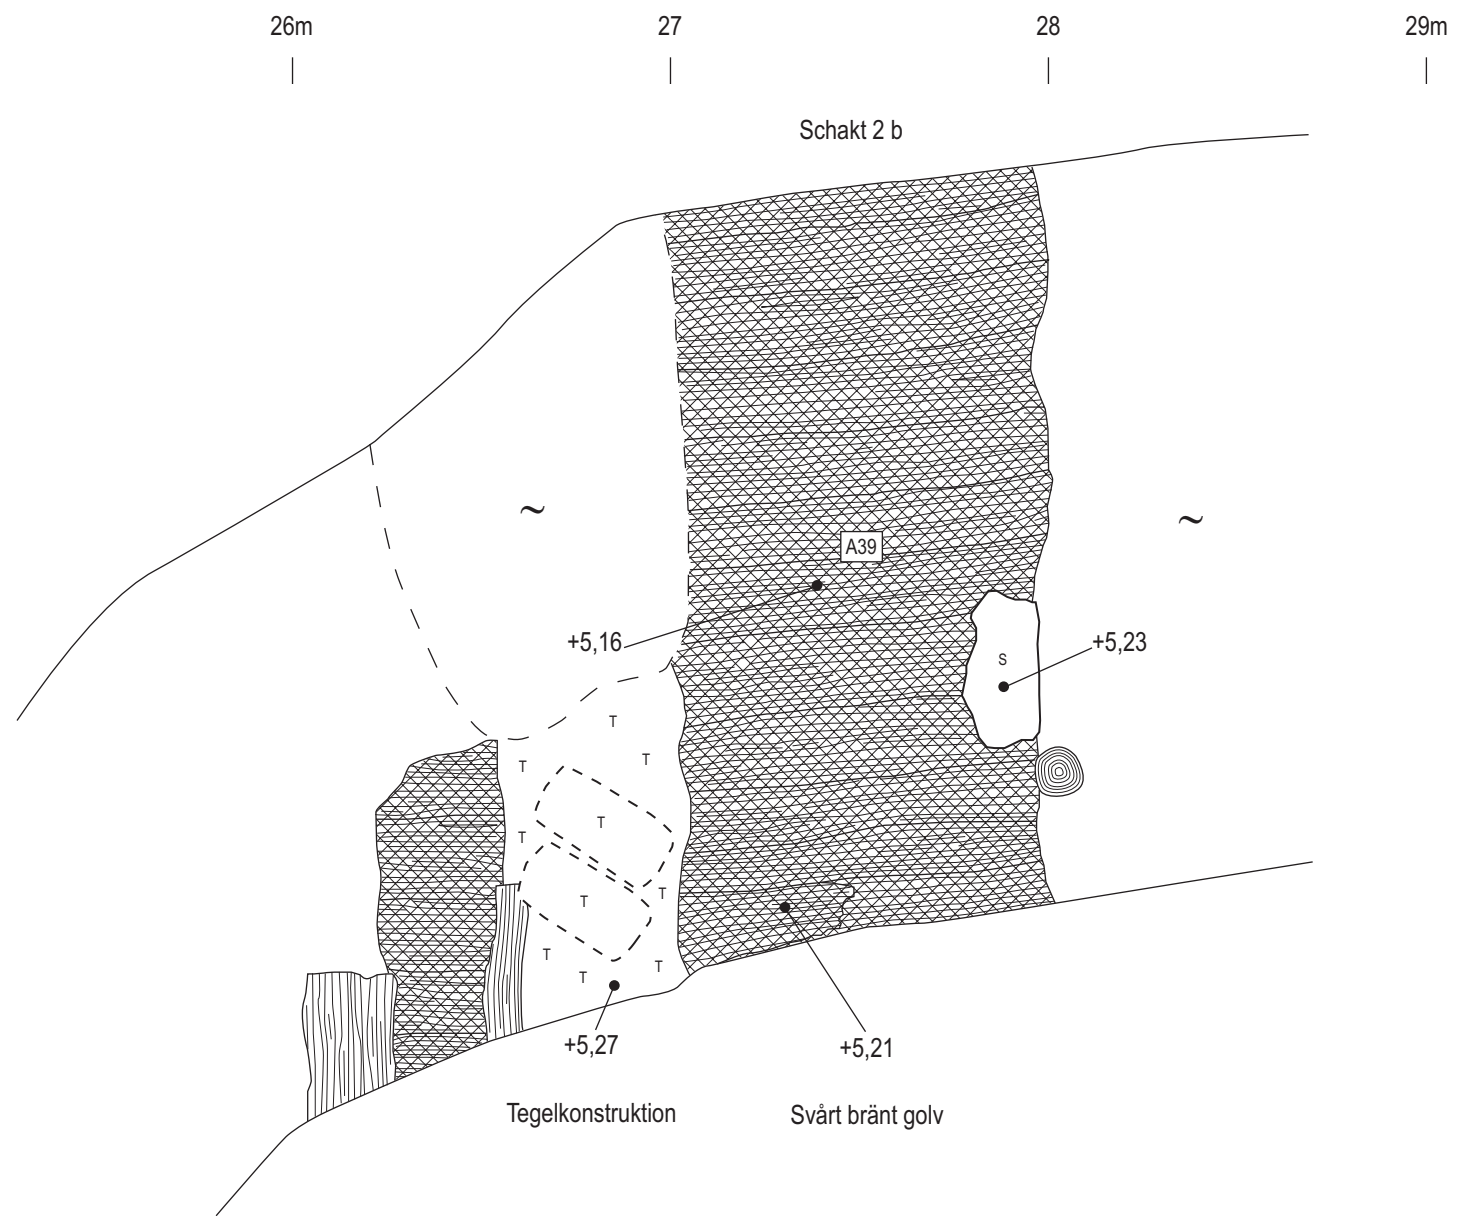 26m 27 28 29m
Schakt 2 b
~ ~
A39
+5,16 +5,23
S
T
T
T
T
T
T
T
T
T
T
+5,27 +5,21
Tegelkonstruktion Svårt bränt golv